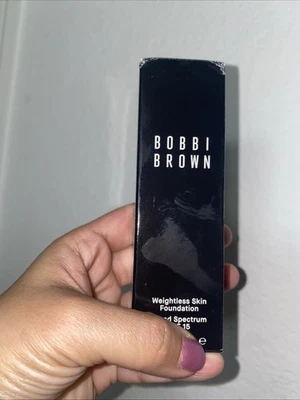 BOBBI
BROWN
Weightless Skin
Foundation
Spectrum
15
e